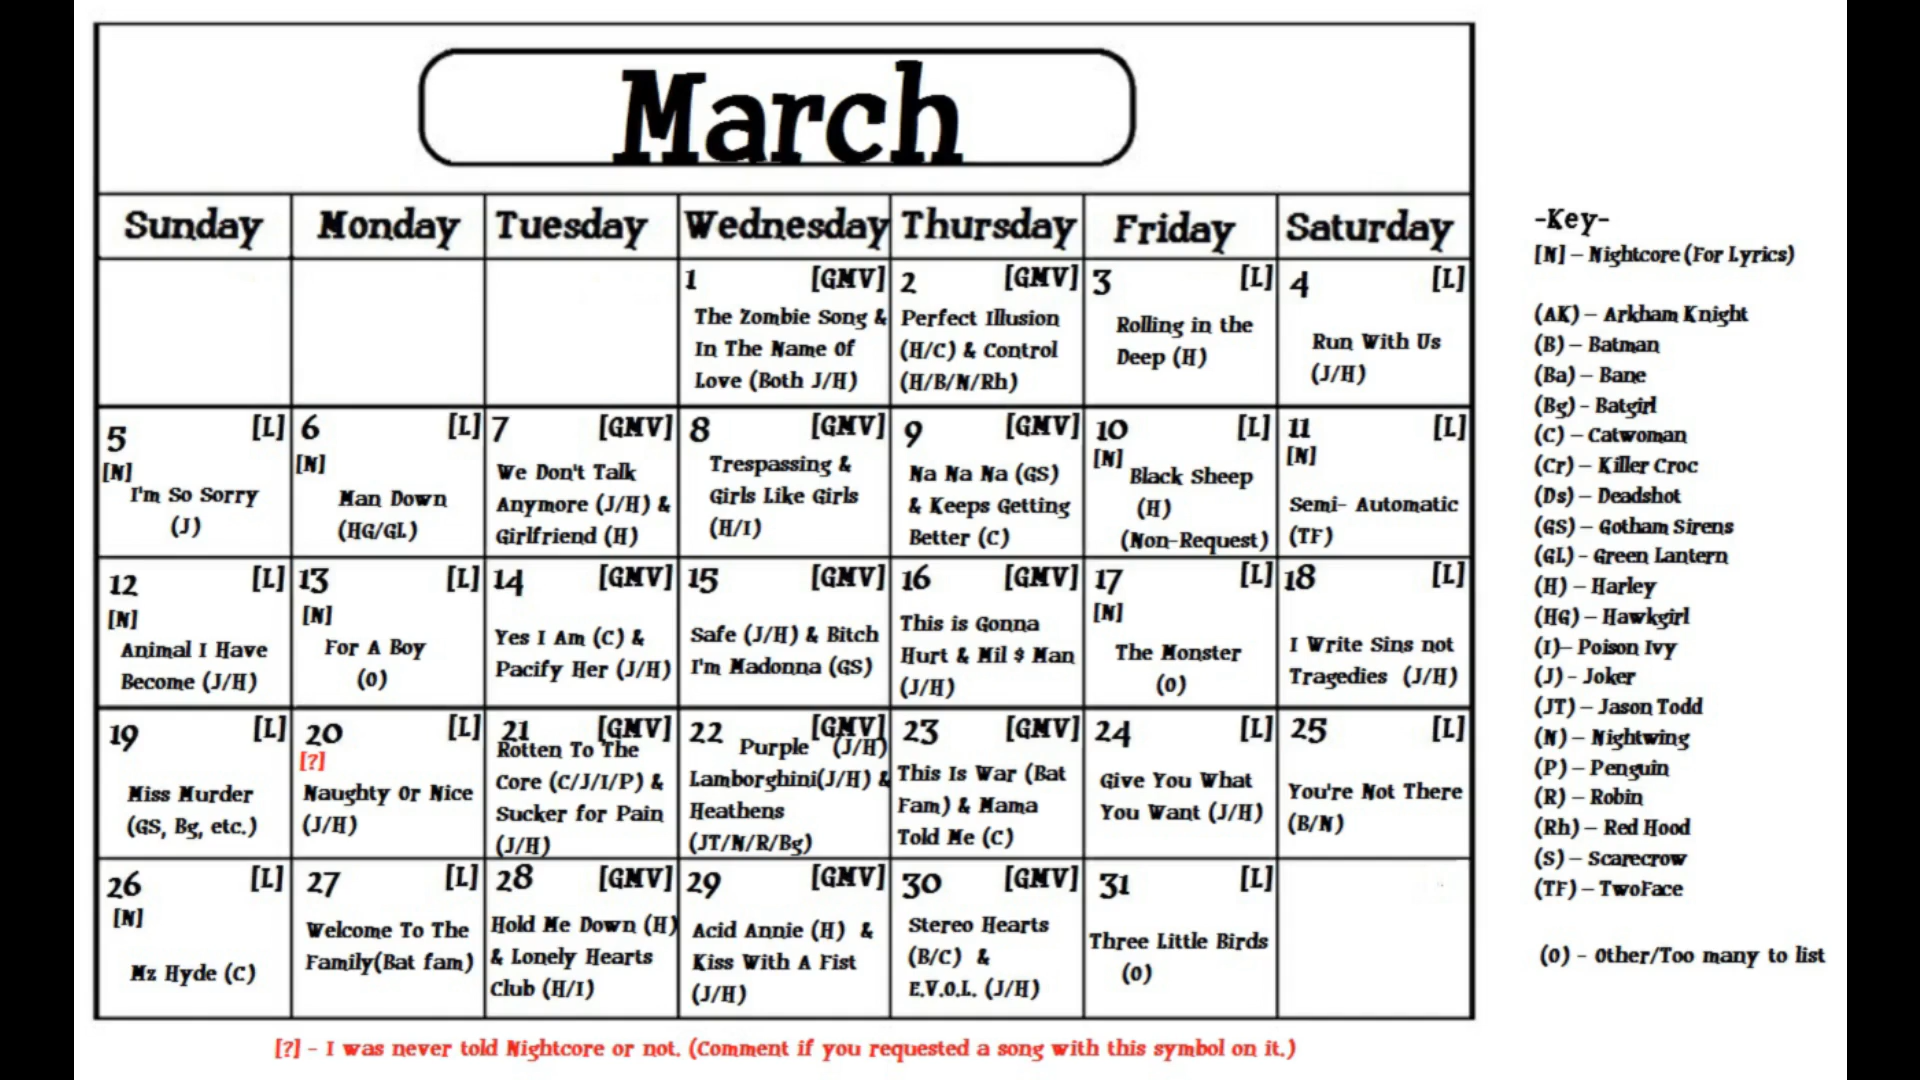 March
Sunday Monday Tuesday Wednesday Thursday Friday Saturday
1 [GMV]
The Zombie Song &
In The Name Of
Love (Both J/H)
2 [GMV]
Perfect Illusion
(H/C) & Control
(H/B/N/Rh)
3 [L]
Rolling in the
Deep (H)
4 [L]
Run With Us
(J/H)
5 [L]
[N]
I'm So Sorry
(J)
6 [L]
[N]
Man Down
(HG/GL)
7 [GMV]
We Don't Talk
Anymore (J/H) &
Girlfriend (H)
8 [GMV]
Trespassing &
Girls Like Girls
(H/I)
9 [GMV]
Na Na Na (GS)
& Keeps Getting
Better (C)
10 [L]
[N]
Black Sheep
(H)
(Non-Request)
11 [L]
[N]
Semi- Automatic
(TF)
12 [L]
[N]
Animal I Have
Become (J/H)
13 [L]
[N]
For A Boy
(O)
14 [GMV]
Yes I Am (C) &
Pacify Her (J/H)
15 [GMV]
Safe (J/H) & Bitch
I'm Madonna (GS)
16 [GMV]
This is Gonna
Hurt & Mil $ Man
(J/H)
17 [L]
[N]
The Monster
(O)
18 [L]
I Write Sins not
Tragedies (J/H)
19 [L]
Miss Murder
(GS, Bg, etc.)
20 [L]
[?]
Naughty Or Nice
(J/H)
21 [GMV]
Rotten To The
Core (C/J/I/P) &
Sucker for Pain
(J/H)
22 [GMV]
Purple (J/H)
Lamborghini(J/H) &
Heathens
(JT/N/R/Bg)
23 [GMV]
This Is War (Bat
Fam) & Mama
Told Me (C)
24 [L]
Give You What
You Want (J/H)
25 [L]
You're Not There
(B/N)
26 [L]
[N]
Mz Hyde (C)
27 [L]
Welcome To The
Family(Bat fam)
28 [GMV]
Hold Me Down (H)
& Lonely Hearts
Club (H/I)
29 [GMV]
Acid Annie (H) &
Kiss With A Fist
(J/H)
30 [GMV]
Stereo Hearts
(B/C) &
E.V.O.L. (J/H)
31 [L]
Three Little Birds
(O)
[?] - I was never told Nightcore or not. (Comment if you requested a song with this symbol on it.)
-Key-
[N] – Nightcore (For Lyrics)
(AK) – Arkham Knight
(B) – Batman
(Ba) – Bane
(Bg) - Batgirl
(C) – Catwoman
(Cr) – Killer Croc
(Ds) – Deadshot
(GS) – Gotham Sirens
(GL) - Green Lantern
(H) – Harley
(HG) – Hawkgirl
(I)– Poison Ivy
(J) - Joker
(JT) – Jason Todd
(N) – Nightwing
(P) – Penguin
(R) – Robin
(Rh) – Red Hood
(S) – Scarecrow
(TF) – TwoFace
(O) - Other/Too many to list